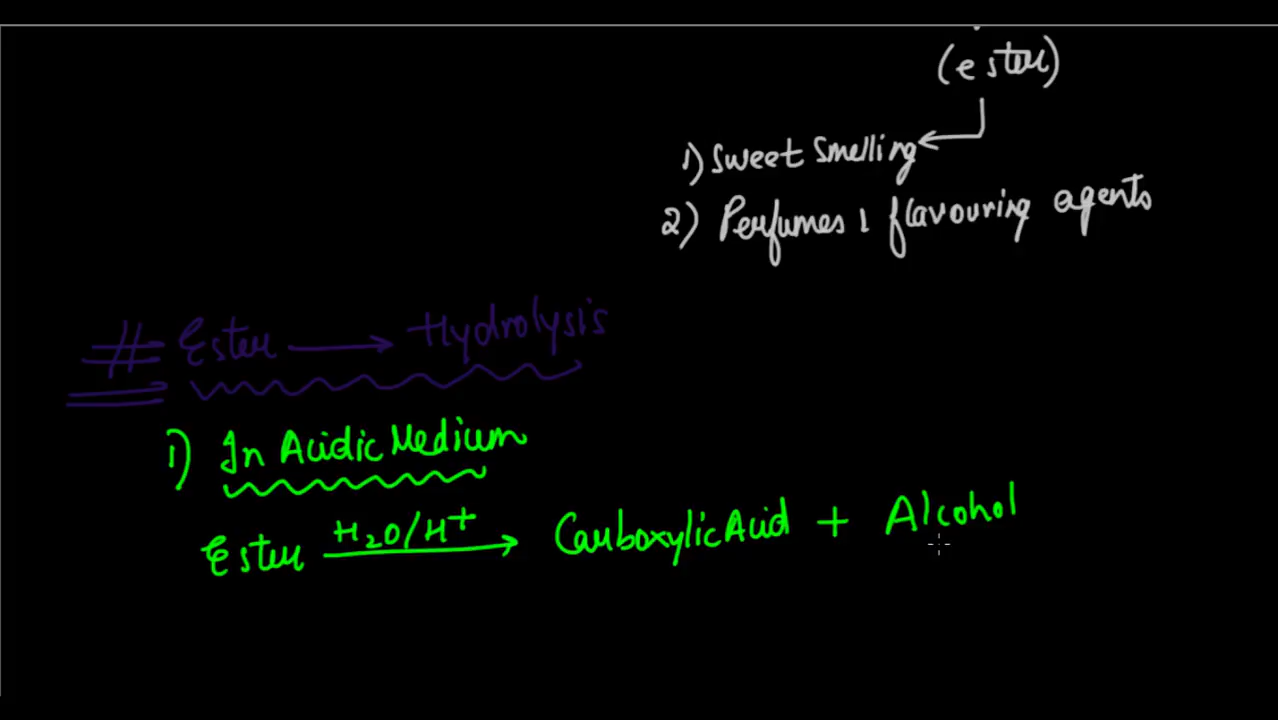 (ester)
1) Sweet Smelling
2) Perfumes & flavouring agents
# Ester → Hydrolysis
1) In Acidic Medium
Ester H₂O/H⁺ → Carboxylic Acid + Alcohol